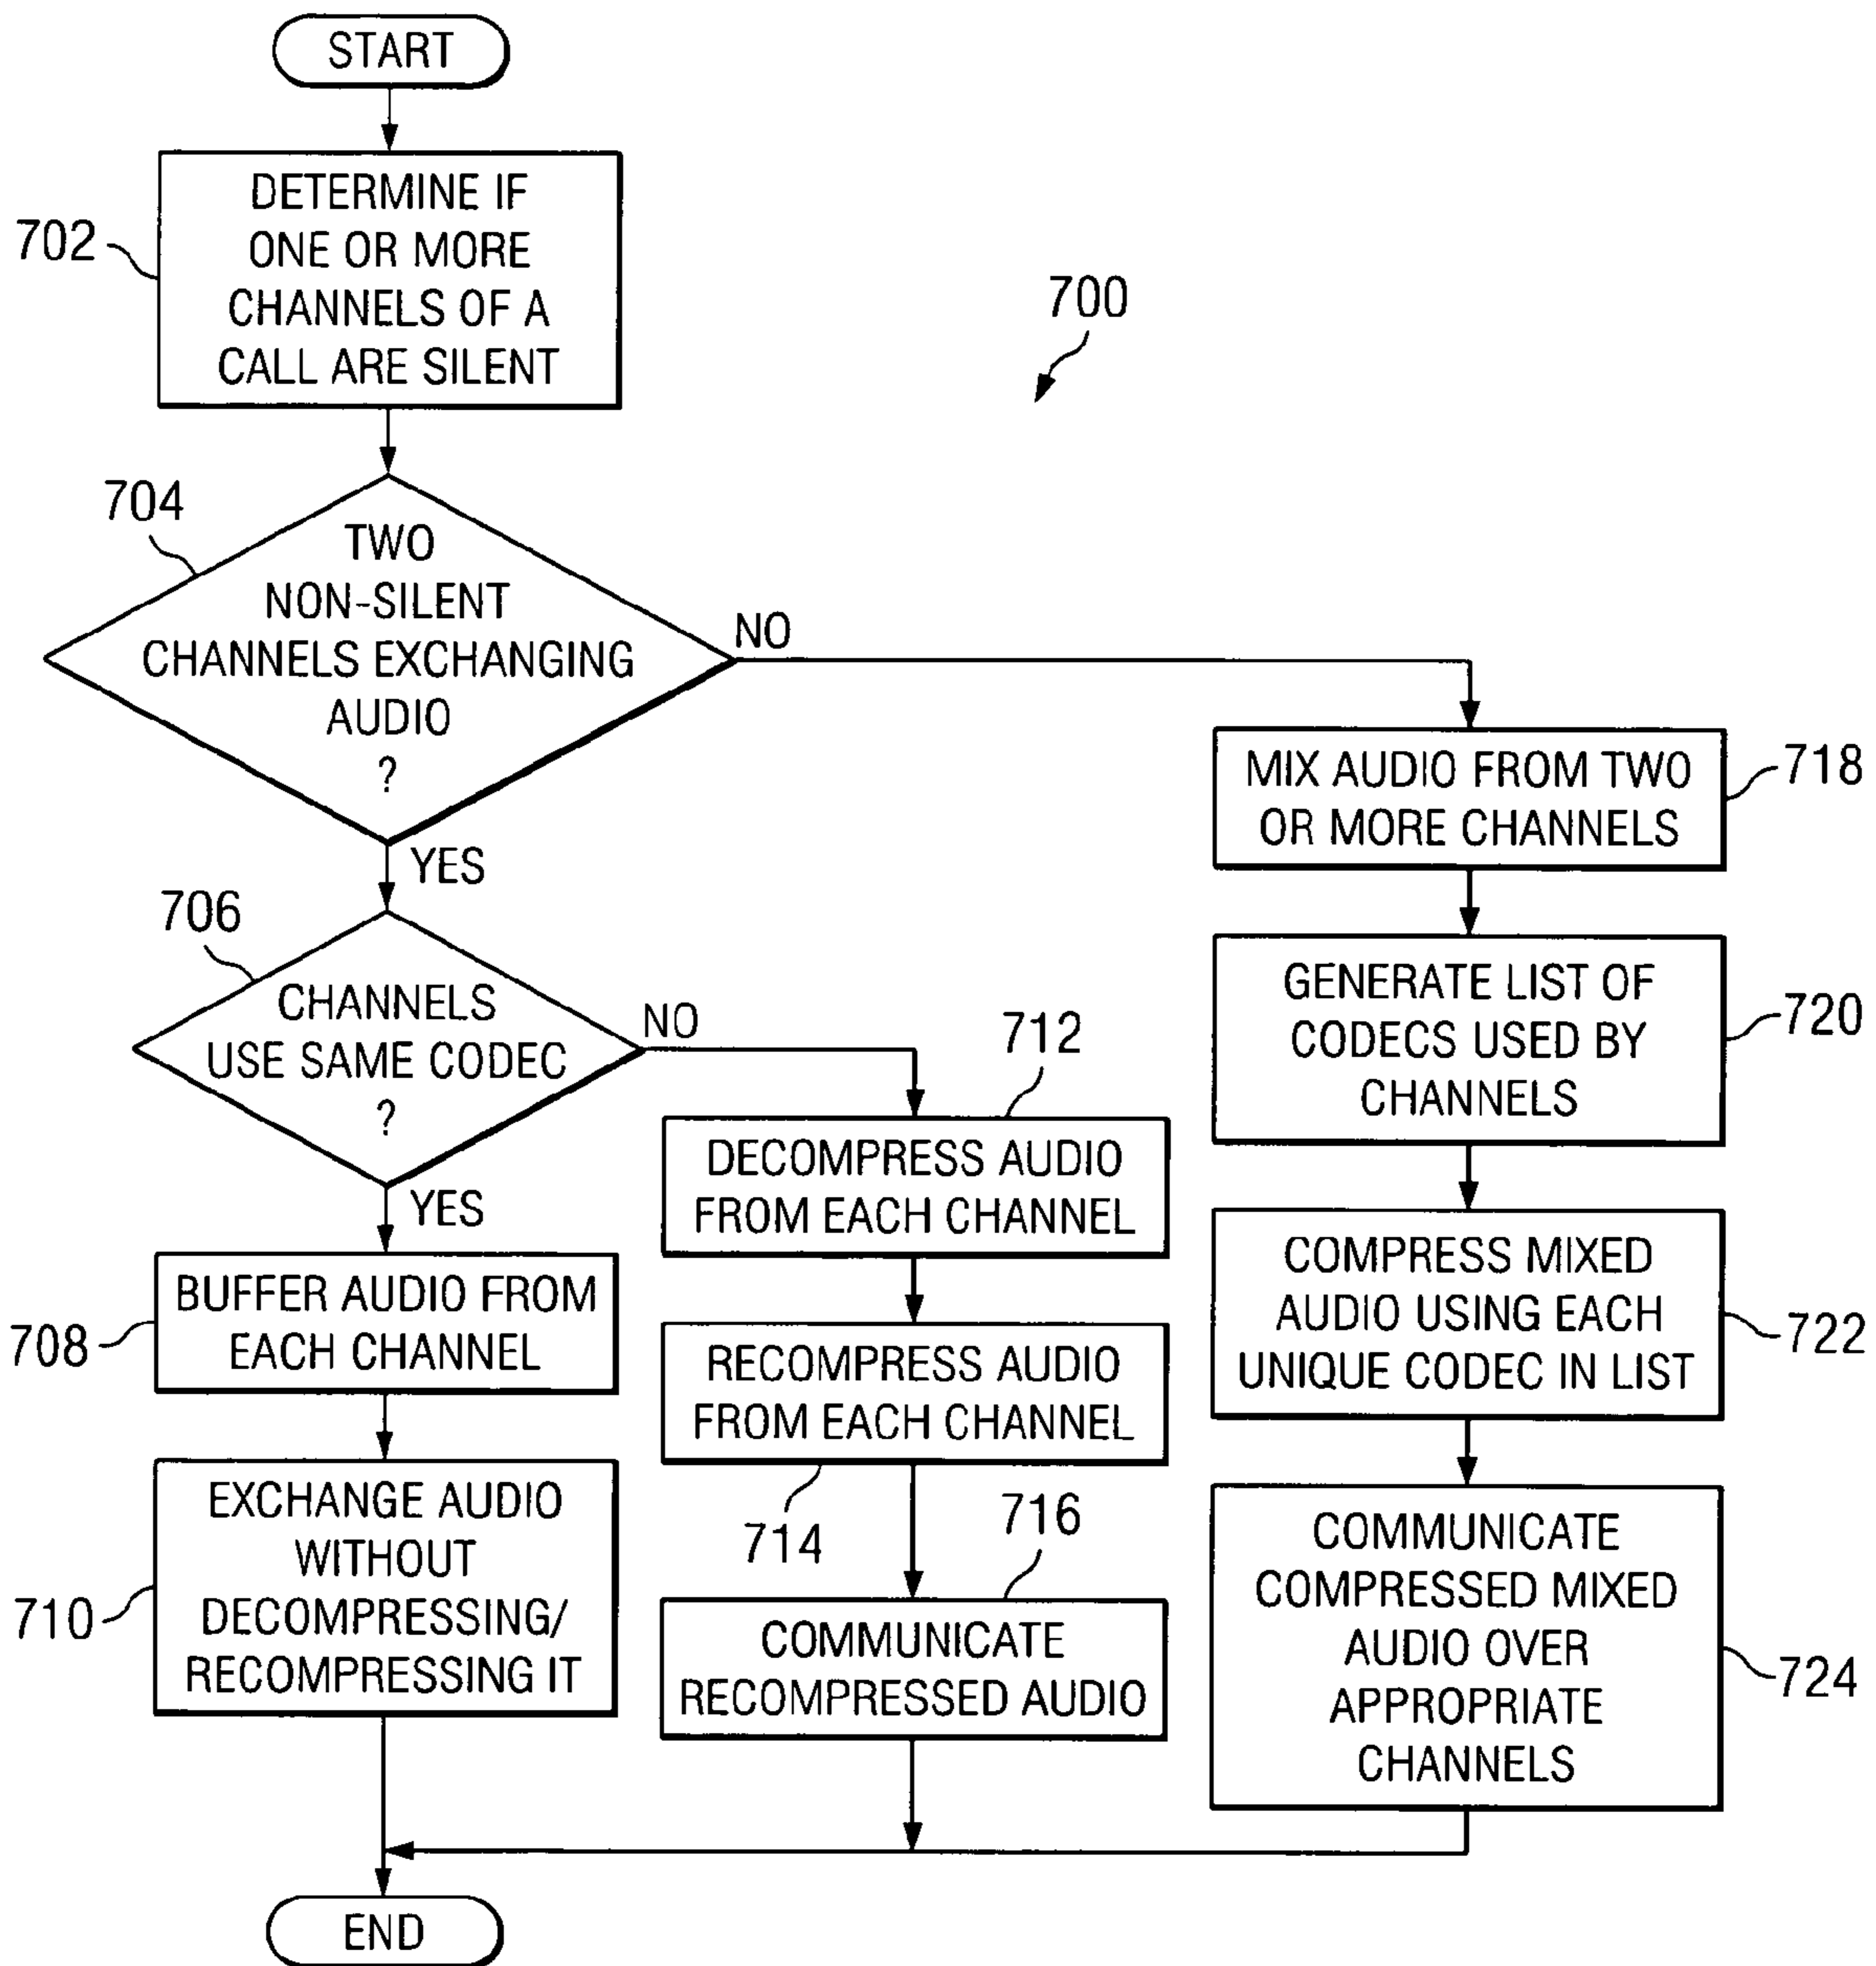 START
702
DETERMINE IF
ONE OR MORE
CHANNELS OF A
CALL ARE SILENT
700
704
TWO
NON-SILENT
CHANNELS EXCHANGING
AUDIO
?
NO
YES
706
CHANNELS
USE SAME CODEC
?
NO
YES
708
BUFFER AUDIO FROM
EACH CHANNEL
710
EXCHANGE AUDIO
WITHOUT
DECOMPRESSING/
RECOMPRESSING IT
712
DECOMPRESS AUDIO
FROM EACH CHANNEL
RECOMPRESS AUDIO
FROM EACH CHANNEL
714
716
COMMUNICATE
RECOMPRESSED AUDIO
MIX AUDIO FROM TWO
OR MORE CHANNELS
718
GENERATE LIST OF
CODECS USED BY
CHANNELS
720
COMPRESS MIXED
AUDIO USING EACH
UNIQUE CODEC IN LIST
722
COMMUNICATE
COMPRESSED MIXED
AUDIO OVER
APPROPRIATE
CHANNELS
724
END